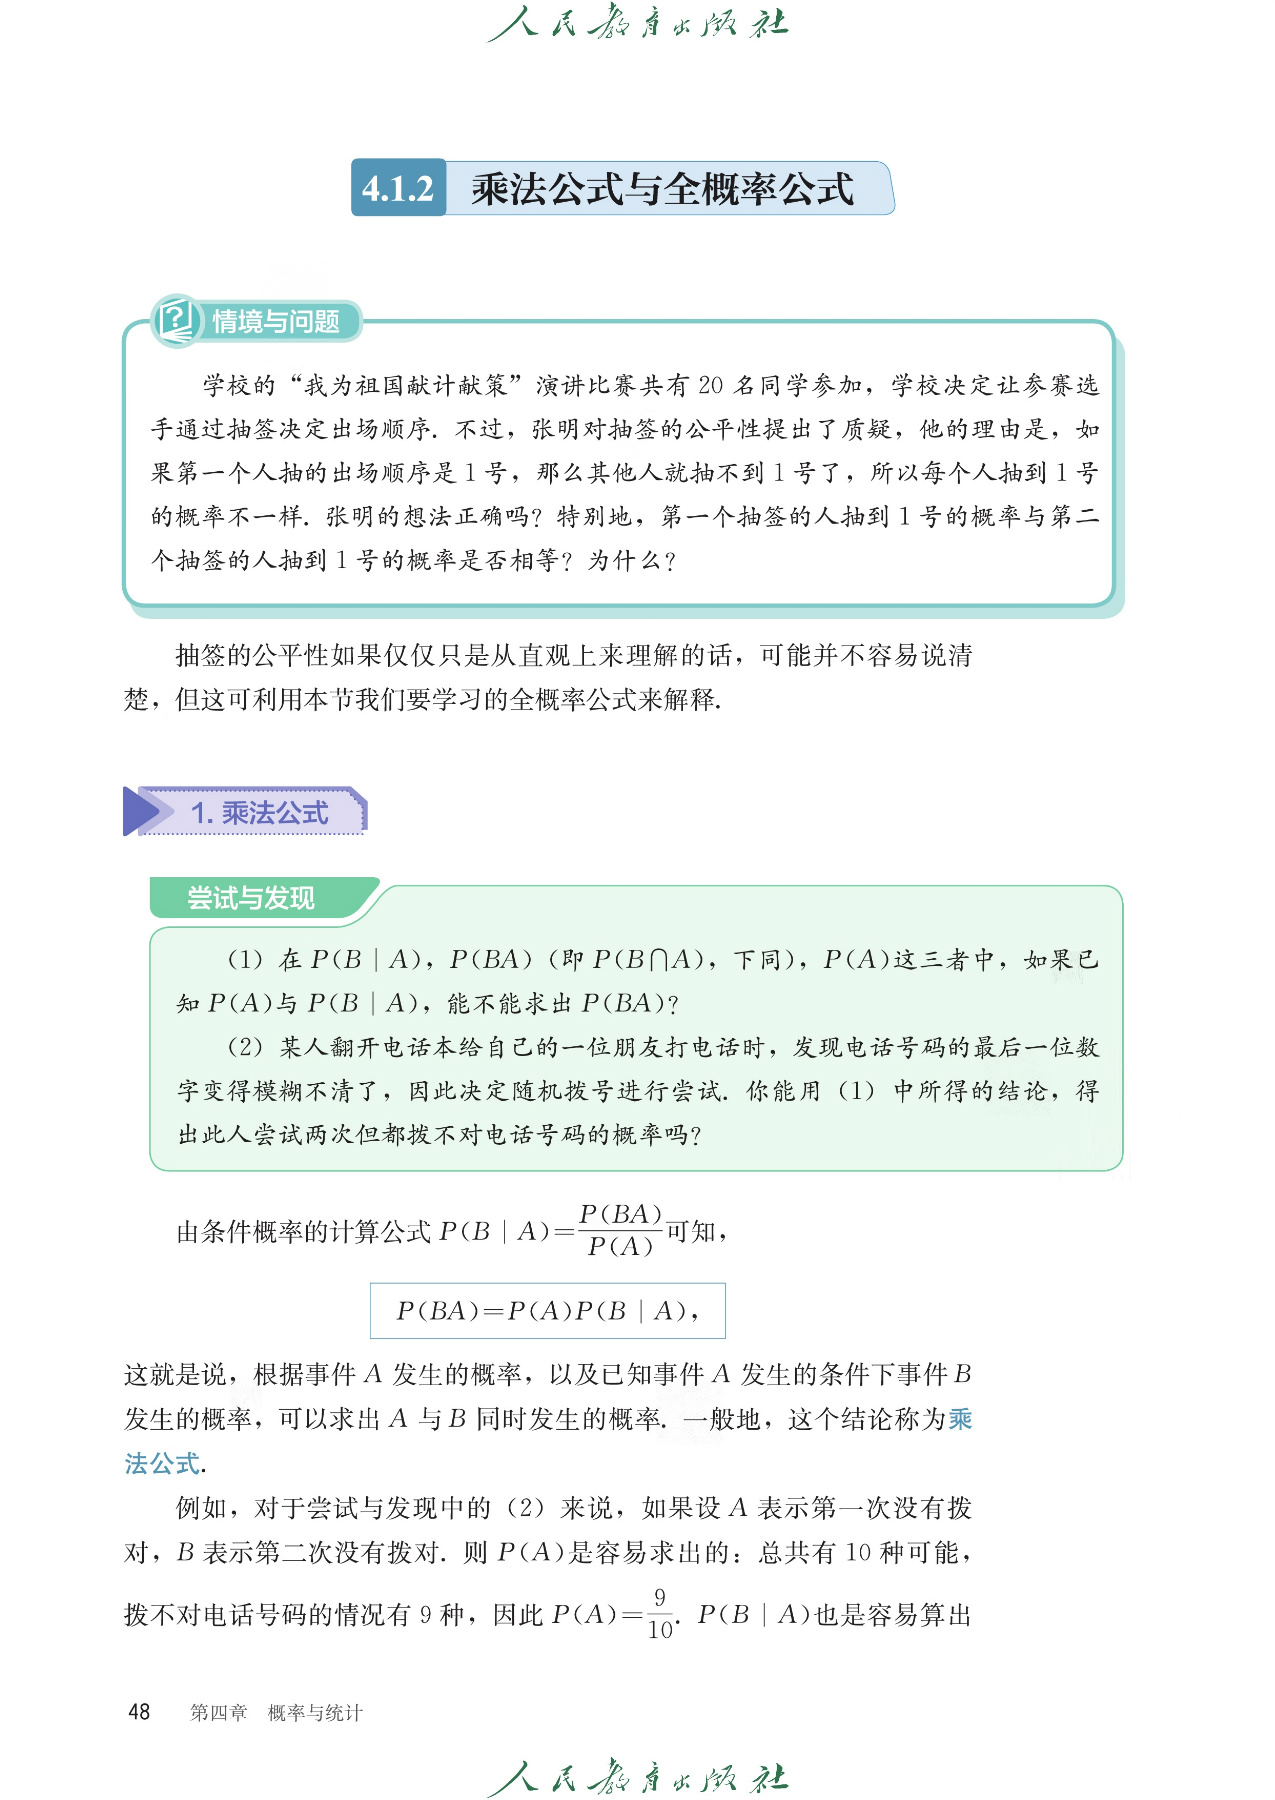 人民教育出版社
4.1.2 乘法公式与全概率公式
情境与问题
学校的“我为祖国献计献策”演讲比赛共有 20 名同学参加，学校决定让参赛选
手通过抽签决定出场顺序. 不过，张明对抽签的公平性提出了质疑，他的理由是，如
果第一个人抽的出场顺序是 1 号，那么其他人就抽不到 1 号了，所以每个人抽到 1 号
的概率不一样. 张明的想法正确吗？特别地，第一个抽签的人抽到 1 号的概率与第二
个抽签的人抽到 1 号的概率是否相等？为什么？
抽签的公平性如果仅仅只是从直观上来理解的话，可能并不容易说清
楚，但这可利用本节我们要学习的全概率公式来解释.
1. 乘法公式
尝试与发现
（1）在 P(B | A)，P(BA)（即 P(B∩A)，下同），P(A)这三者中，如果已
知 P(A)与 P(B | A)，能不能求出 P(BA)？
（2）某人翻开电话本给自己的一位朋友打电话时，发现电话号码的最后一位数
字变得模糊不清了，因此决定随机拨号进行尝试. 你能用（1）中所得的结论，得
出此人尝试两次但都拨不对电话号码的概率吗？
由条件概率的计算公式 P(B | A)=P(BA)/P(A)可知，
P(BA)=P(A)P(B | A)，
这就是说，根据事件 A 发生的概率，以及已知事件 A 发生的条件下事件 B
发生的概率，可以求出 A 与 B 同时发生的概率. 一般地，这个结论称为乘
法公式.
例如，对于尝试与发现中的（2）来说，如果设 A 表示第一次没有拨
对，B 表示第二次没有拨对. 则 P(A)是容易求出的：总共有 10 种可能，
拨不对电话号码的情况有 9 种，因此 P(A)=9/10. P(B | A)也是容易算出
48 第四章 概率与统计
人民教育出版社